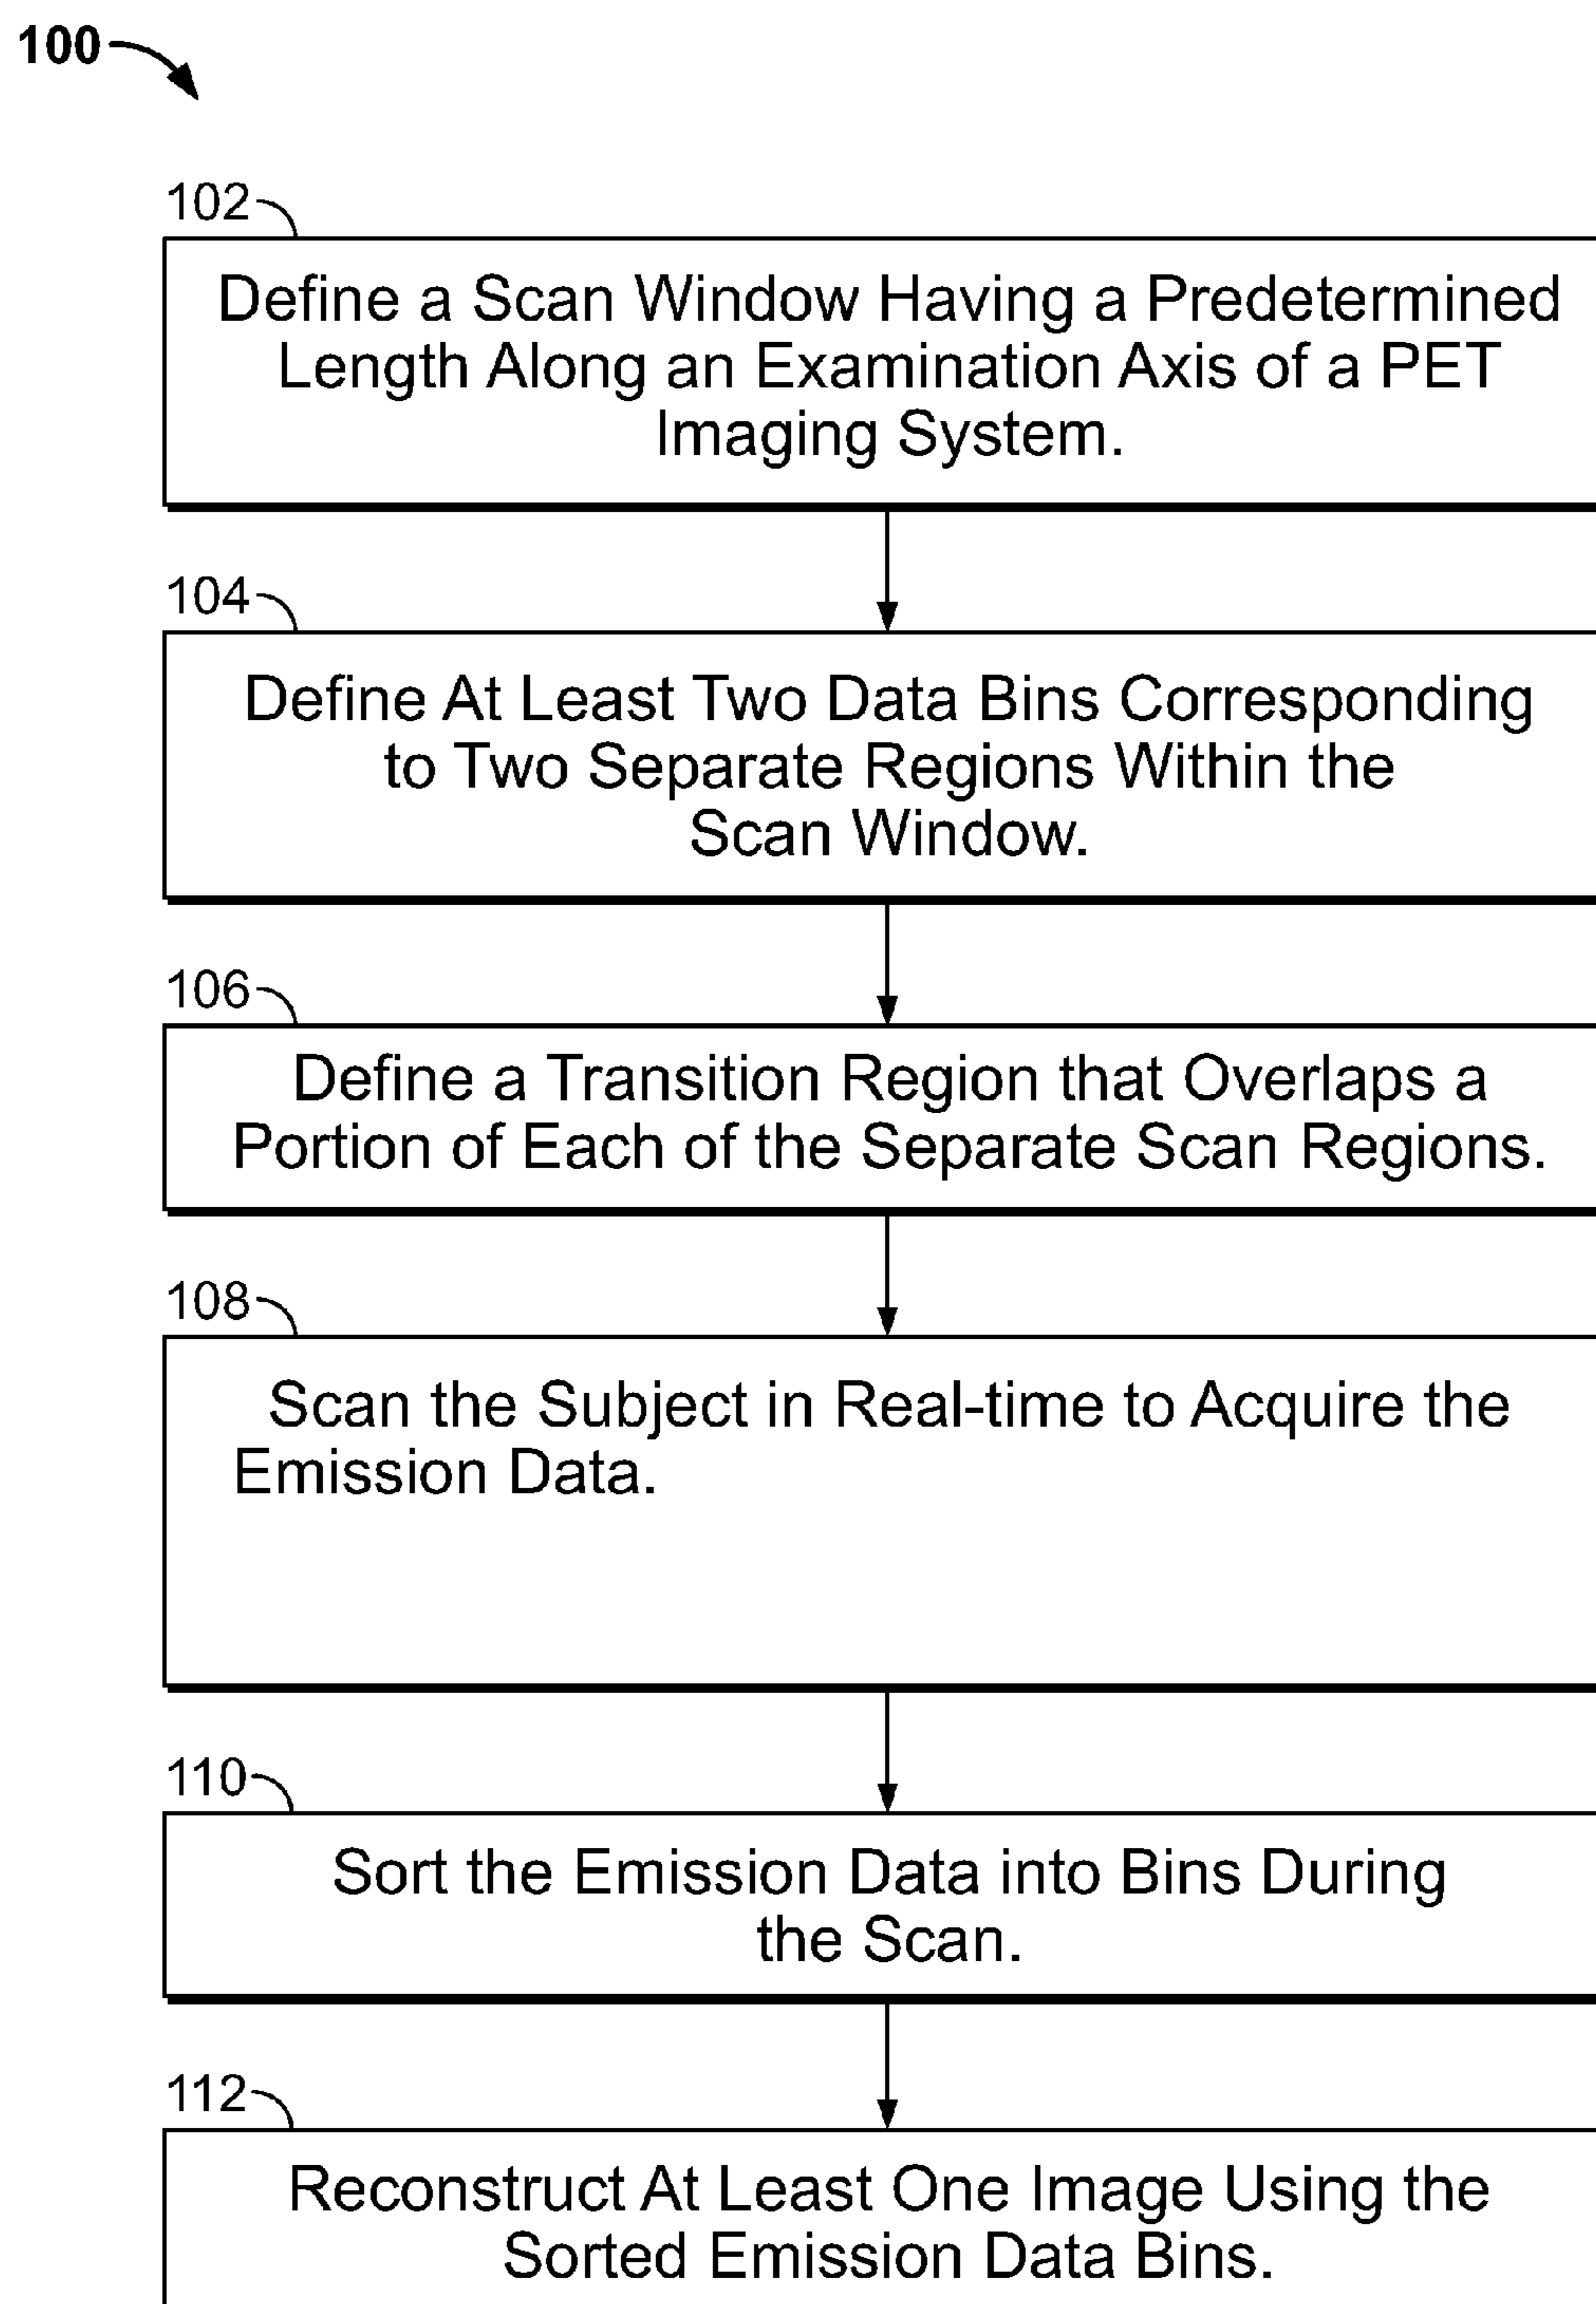 100
102
Define a Scan Window Having a Predetermined
Length Along an Examination Axis of a PET
Imaging System.
104
Define At Least Two Data Bins Corresponding
to Two Separate Regions Within the
Scan Window.
106
Define a Transition Region that Overlaps a
Portion of Each of the Separate Scan Regions.
108
Scan the Subject in Real-time to Acquire the
Emission Data.
110
Sort the Emission Data into Bins During
the Scan.
112
Reconstruct At Least One Image Using the
Sorted Emission Data Bins.